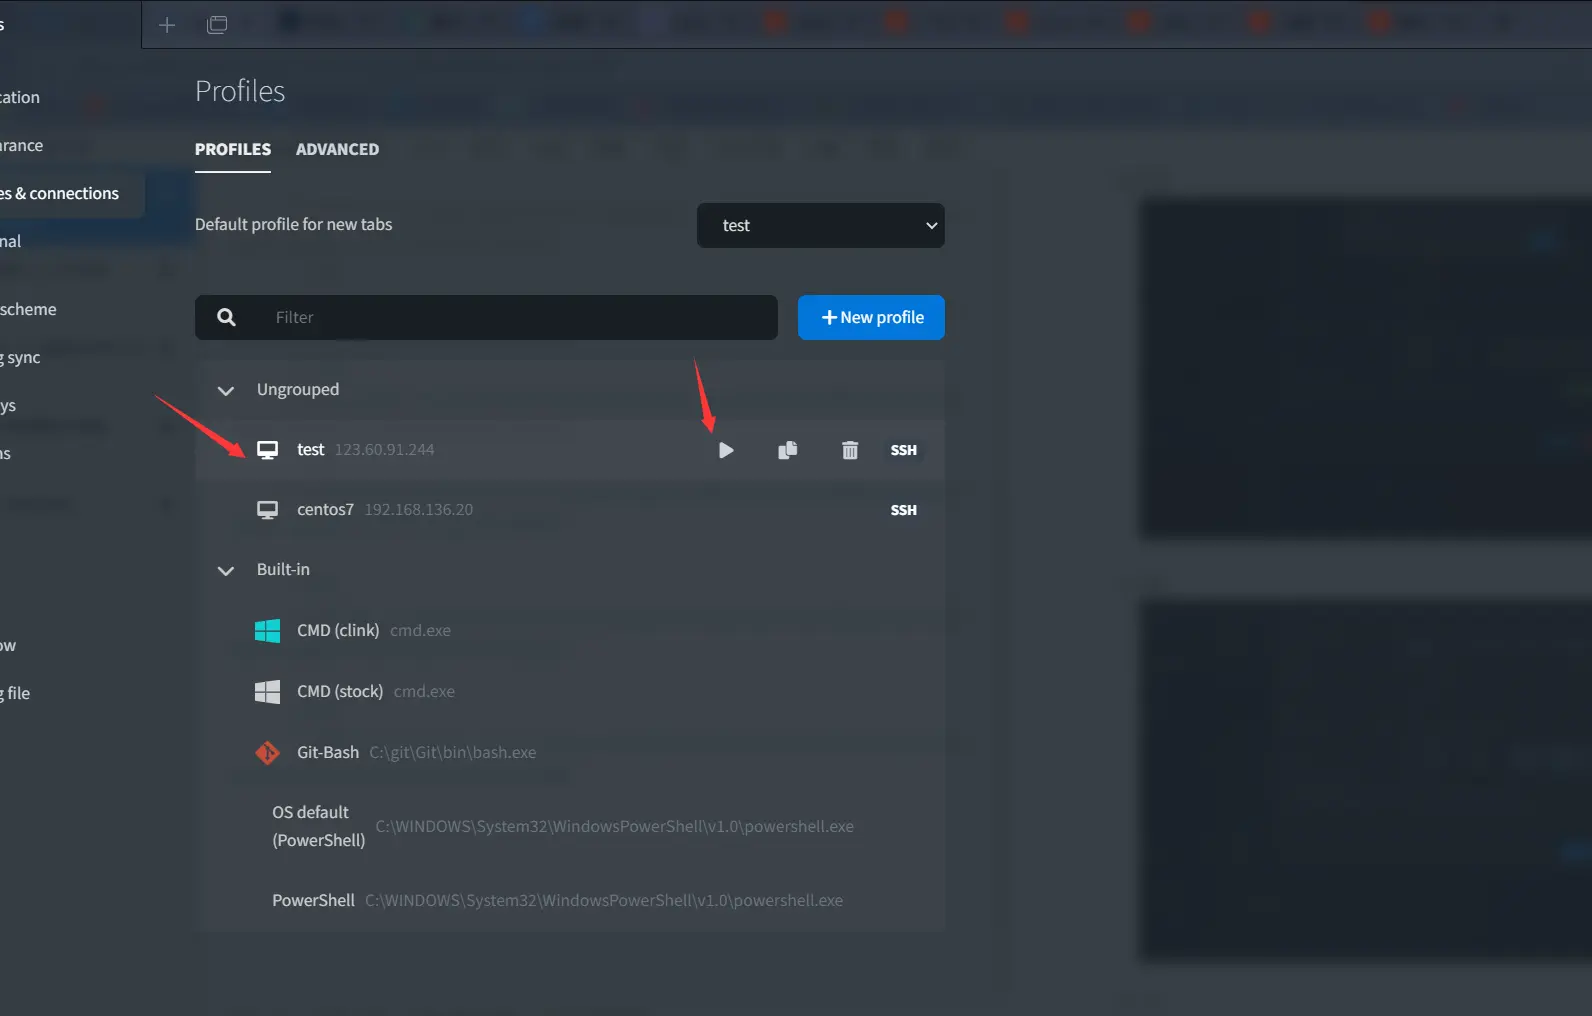 s
Profiles
cation
PROFILES ADVANCED
arance
es & connections
Default profile for new tabs test
nal
scheme
Filter New profile
g sync
Ungrouped
ys
test 123.60.91.244 SSH
ns
centos7 192.168.136.20 SSH
Built-in
CMD (clink) cmd.exe
ow
CMD (stock) cmd.exe
g file
Git-Bash C:\git\Git\bin\bash.exe
OS default
(PowerShell) C:\WINDOWS\System32\WindowsPowerShell\v1.0\powershell.exe
PowerShell C:\WINDOWS\System32\WindowsPowerShell\v1.0\powershell.exe